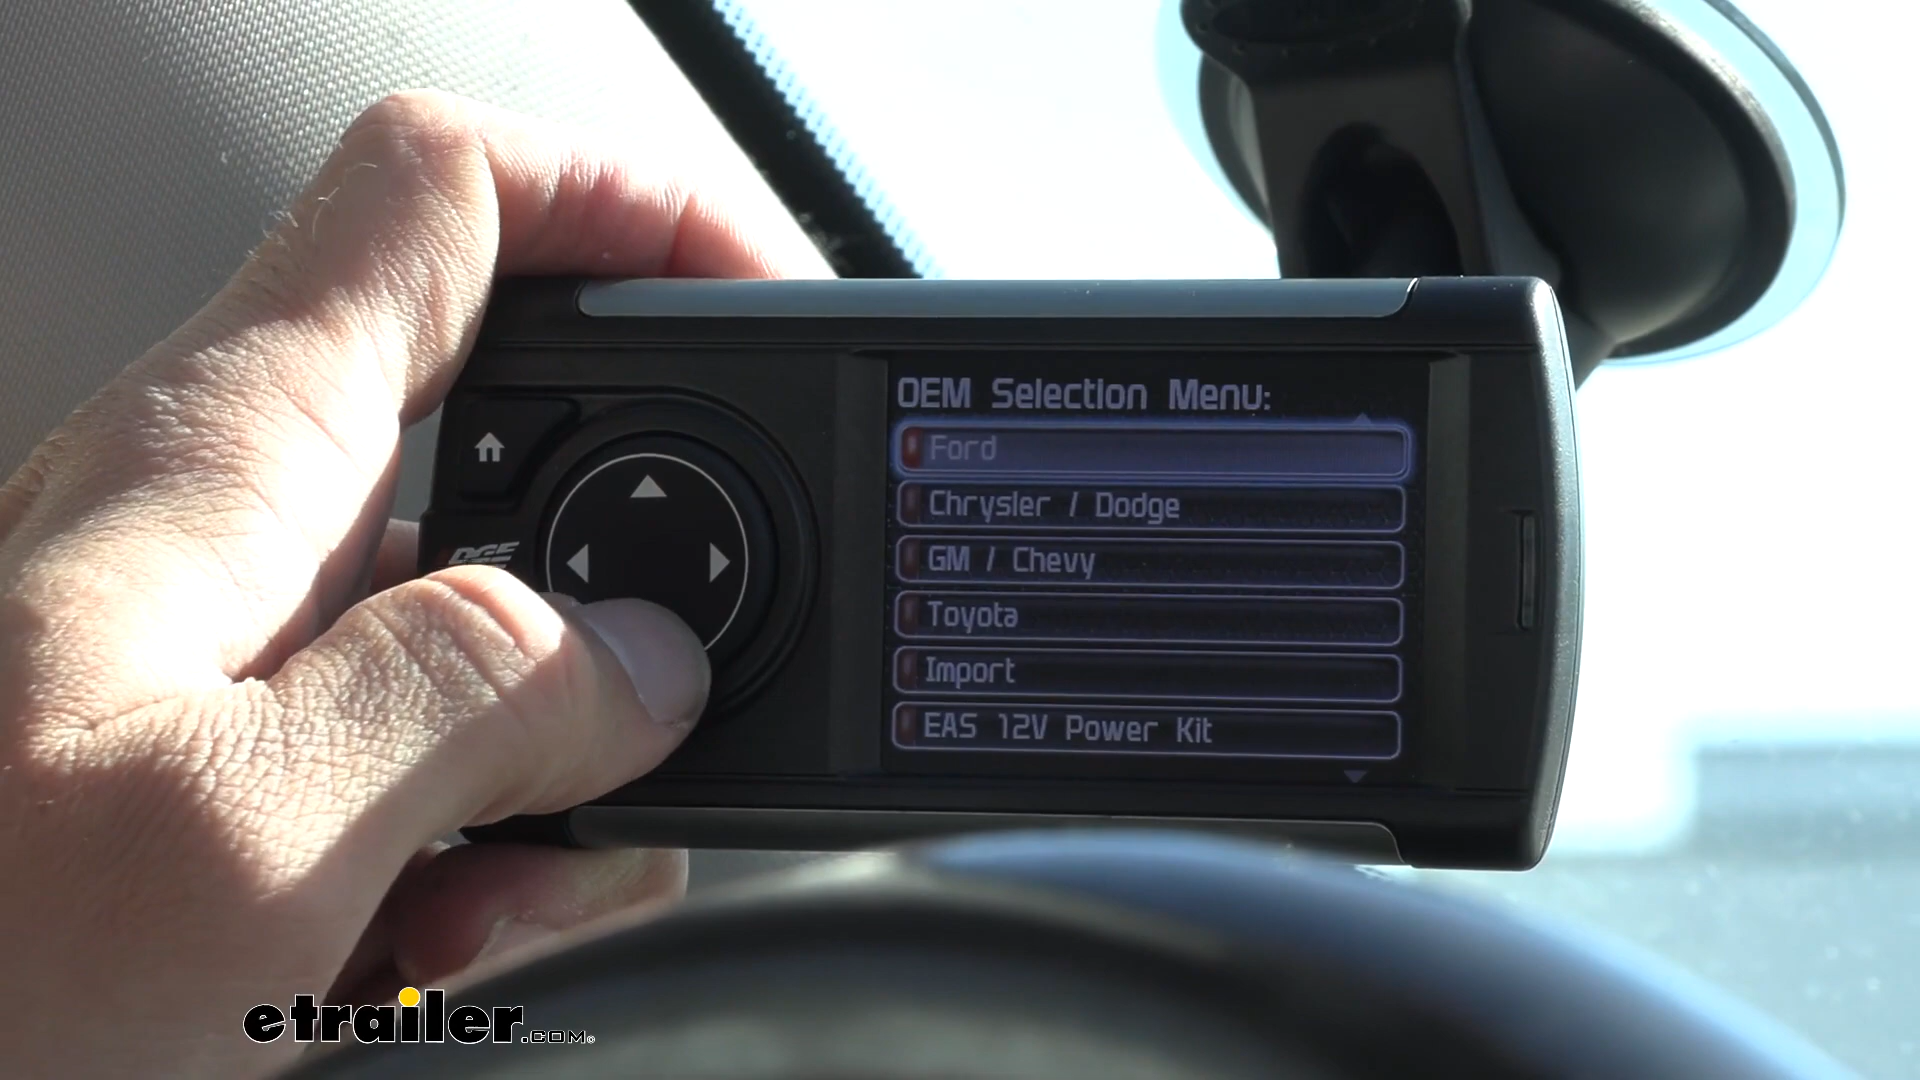 OEM Selection Menu:
Ford
Chrysler / Dodge
GM / Chevy
Toyota
Import
EAS 12V Power Kit
etrailer.COM